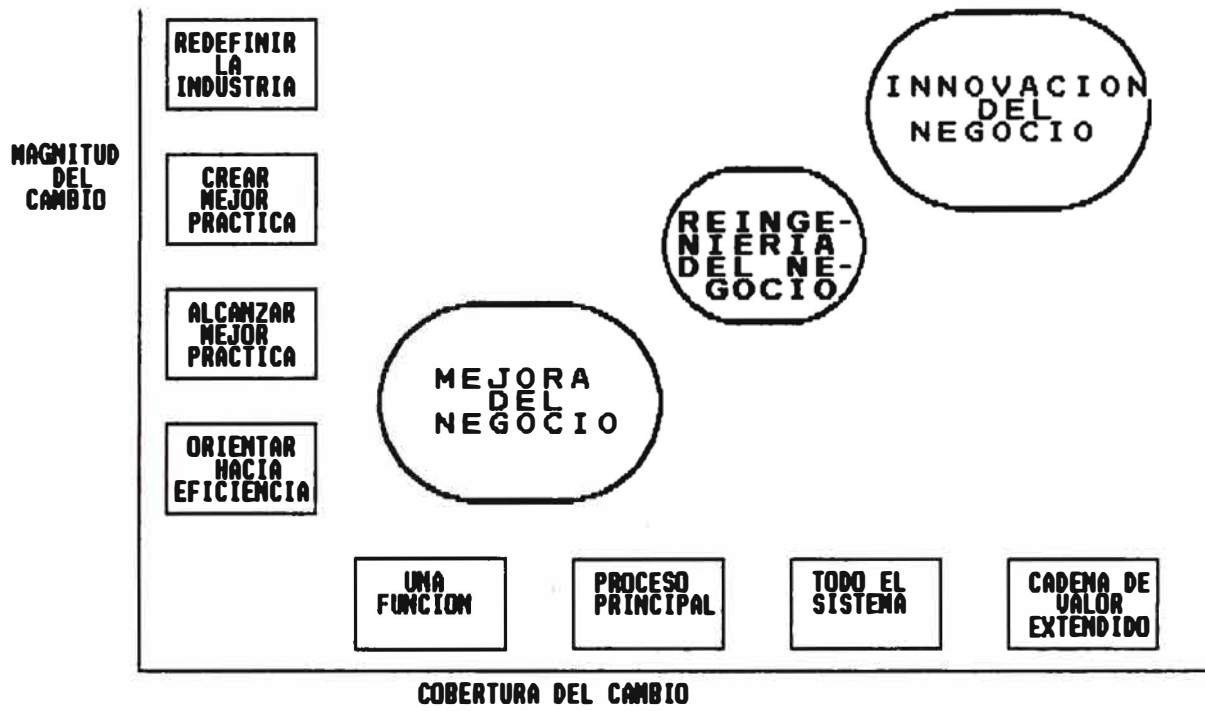 REDEFINIR
LA
INDUSTRIA
INNOVACION
DEL
NEGOCIO
MAGNITUD
DEL
CAMBIO
CREAR
MEJOR
PRACTICA
REINGE-
NIERIA
DEL NE-
GOCIO
ALCANZAR
MEJOR
PRACTICA
MEJORA
DEL
NEGOCIO
ORIENTAR
HACIA
EFICIENCIA
UNA
FUNCION
PROCESO
PRINCIPAL
TODO EL
SISTEMA
CADENA DE
VALOR
EXTENDIDO
COBERTURA DEL CAMBIO